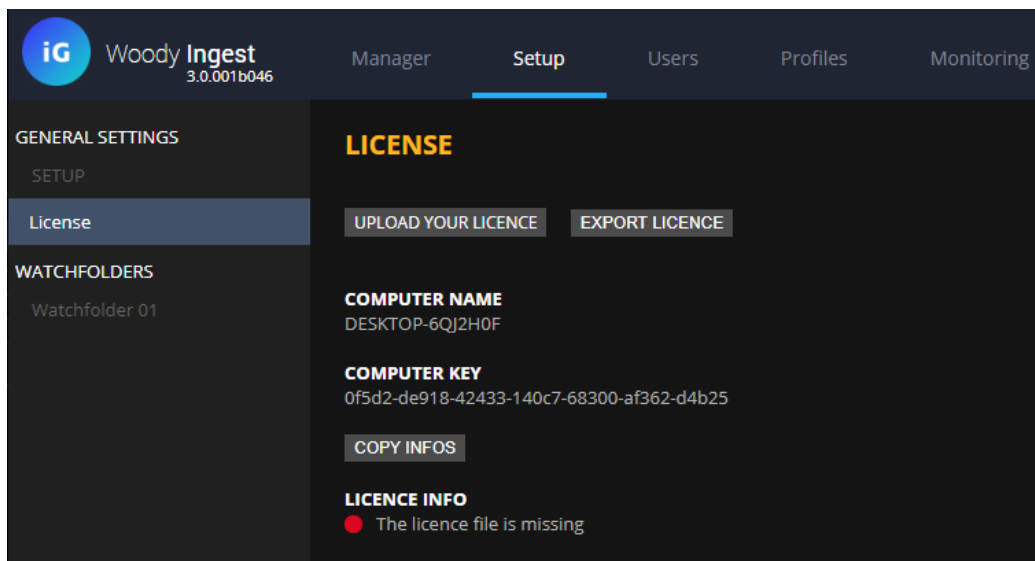 iG
Woody Ingest
3.0.001b046
Manager
Setup
Users
Profiles
Monitoring
GENERAL SETTINGS
SETUP
License
WATCHFOLDERS
Watchfolder 01
LICENSE
UPLOAD YOUR LICENCE
EXPORT LICENCE
COMPUTER NAME
DESKTOP-6QJ2H0F
COMPUTER KEY
0f5d2-de918-42433-140c7-68300-af362-d4b25
COPY INFOS
LICENCE INFO
The licence file is missing